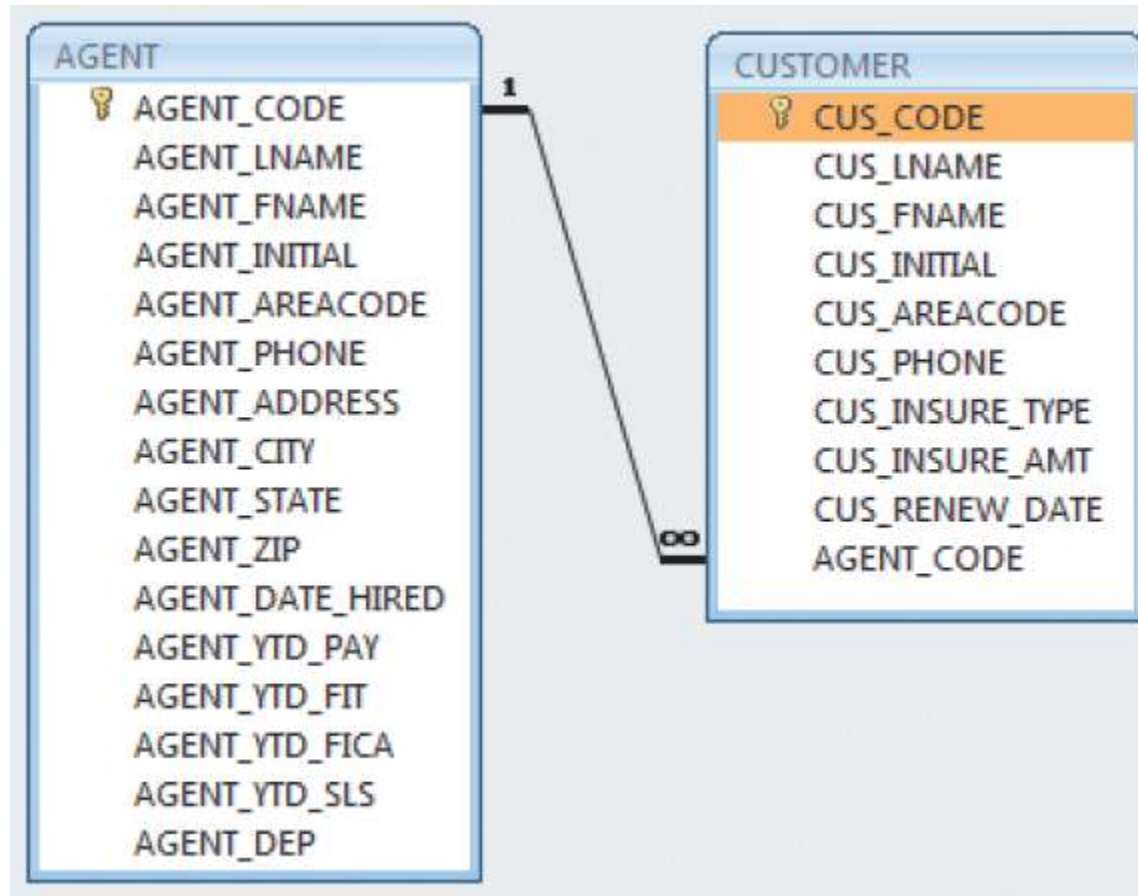 AGENT
AGENT_CODE
AGENT_LNAME
AGENT_FNAME
AGENT_INITIAL
AGENT_AREACODE
AGENT_PHONE
AGENT_ADDRESS
AGENT_CITY
AGENT_STATE
AGENT_ZIP
AGENT_DATE_HIRED
AGENT_YTD_PAY
AGENT_YTD_FIT
AGENT_YTD_FICA
AGENT_YTD_SLS
AGENT_DEP
1
∞
CUSTOMER
CUS_CODE
CUS_LNAME
CUS_FNAME
CUS_INITIAL
CUS_AREACODE
CUS_PHONE
CUS_INSURE_TYPE
CUS_INSURE_AMT
CUS_RENEW_DATE
AGENT_CODE